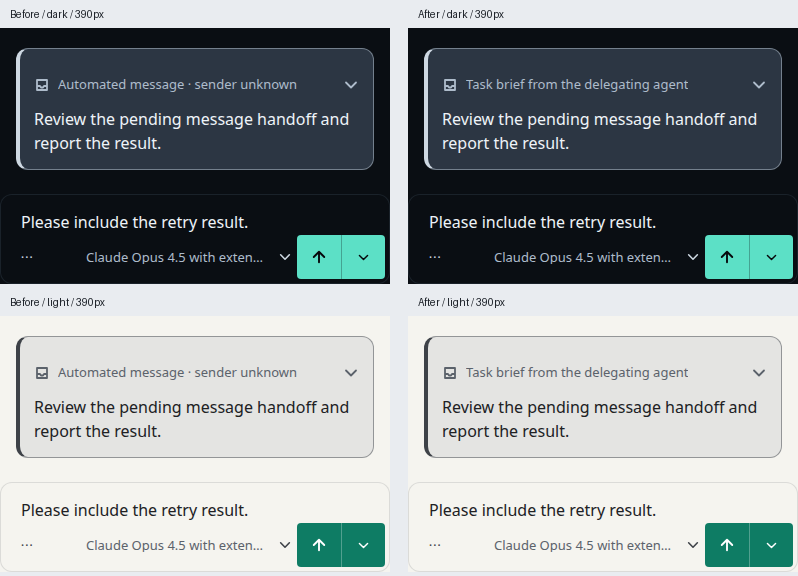 Before / dark / 390px
Automated message · sender unknown
Review the pending message handoff and
report the result.
Please include the retry result.
... Claude Opus 4.5 with exten...
After / dark / 390px
Task brief from the delegating agent
Review the pending message handoff and
report the result.
Please include the retry result.
... Claude Opus 4.5 with exten...
Before / light / 390px
Automated message · sender unknown
Review the pending message handoff and
report the result.
Please include the retry result.
... Claude Opus 4.5 with exten...
After / light / 390px
Task brief from the delegating agent
Review the pending message handoff and
report the result.
Please include the retry result.
... Claude Opus 4.5 with exten...